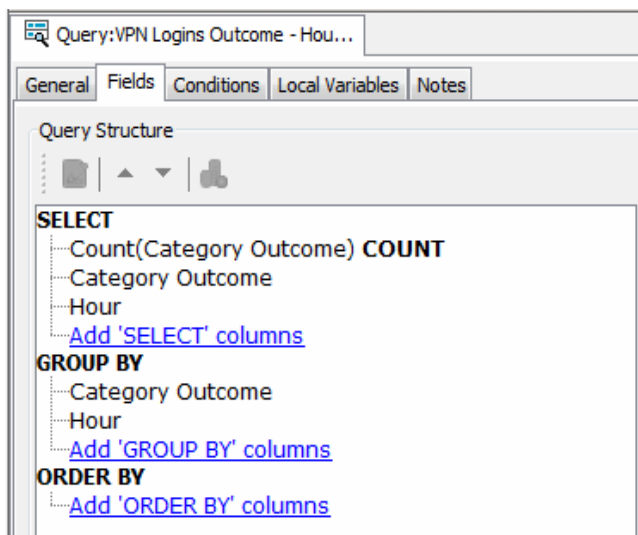 Query:VPN Logins Outcome - Hou...
General Fields Conditions Local Variables Notes
Query Structure
SELECT
Count(Category Outcome) COUNT
Category Outcome
Hour
Add 'SELECT' columns
GROUP BY
Category Outcome
Hour
Add 'GROUP BY' columns
ORDER BY
Add 'ORDER BY' columns